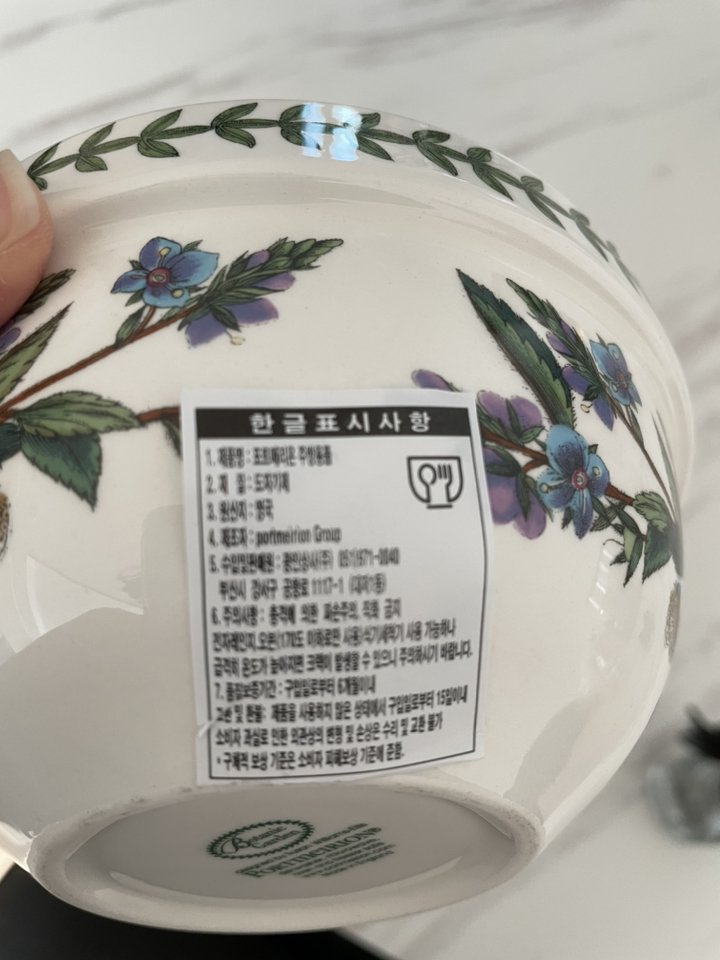 한글표시사항
1. 제품명 : 포트메리온 주방용품
2. 재 질 : 도자기제
3. 원산지 : 영국
4. 제조자 : portmeirion Group
5. 수입및판매원 : 광인상사(주) 051)971-0040
부산시 강서구 공항로 1117-1 (대저1동)
6. 주의사항 : 충격에 의한 파손주의, 직화 금지
전자레인지,오븐(170도 이하로만 사용)식기세척기 사용 가능하나
급격히 온도가 높아지면 크랙이 발생할 수 있으니 주의하시기 바랍니다.
7. 품질보증기간 : 구입일로부터 6개월이내
교환 및 환불: 제품을 사용하지 않은 상태에서 구입일로부터 15일이내
소비자 과실로 인한 외관상의 변형 및 손상은 수리 및 교환 불가
* 구체적 보상 기준은 소비자 피해보상 기준에 준함.
Botanic
Garden
PORTMEIRION®